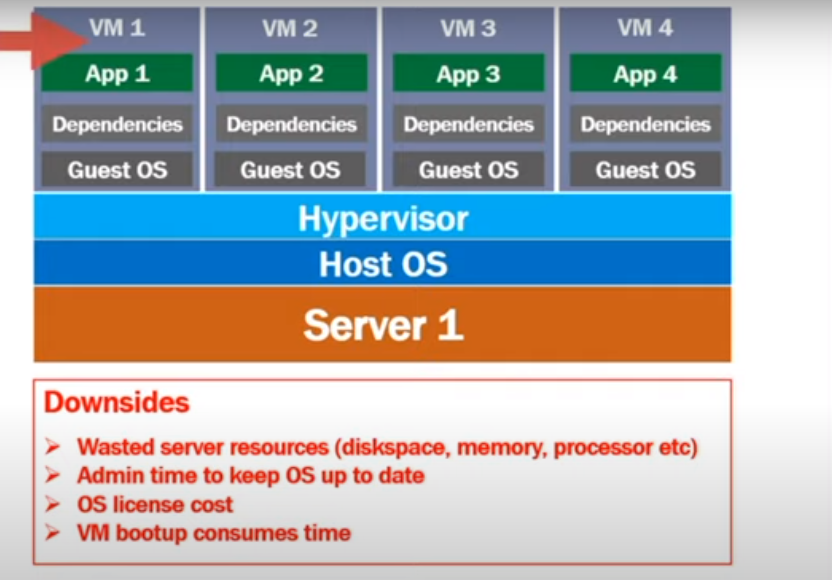 VM 1 VM 2 VM 3 VM 4
App 1 App 2 App 3 App 4
Dependencies Dependencies Dependencies Dependencies
Guest OS Guest OS Guest OS Guest OS
Hypervisor
Host OS
Server 1
Downsides
➢ Wasted server resources (diskspace, memory, processor etc)
➢ Admin time to keep OS up to date
➢ OS license cost
➢ VM bootup consumes time